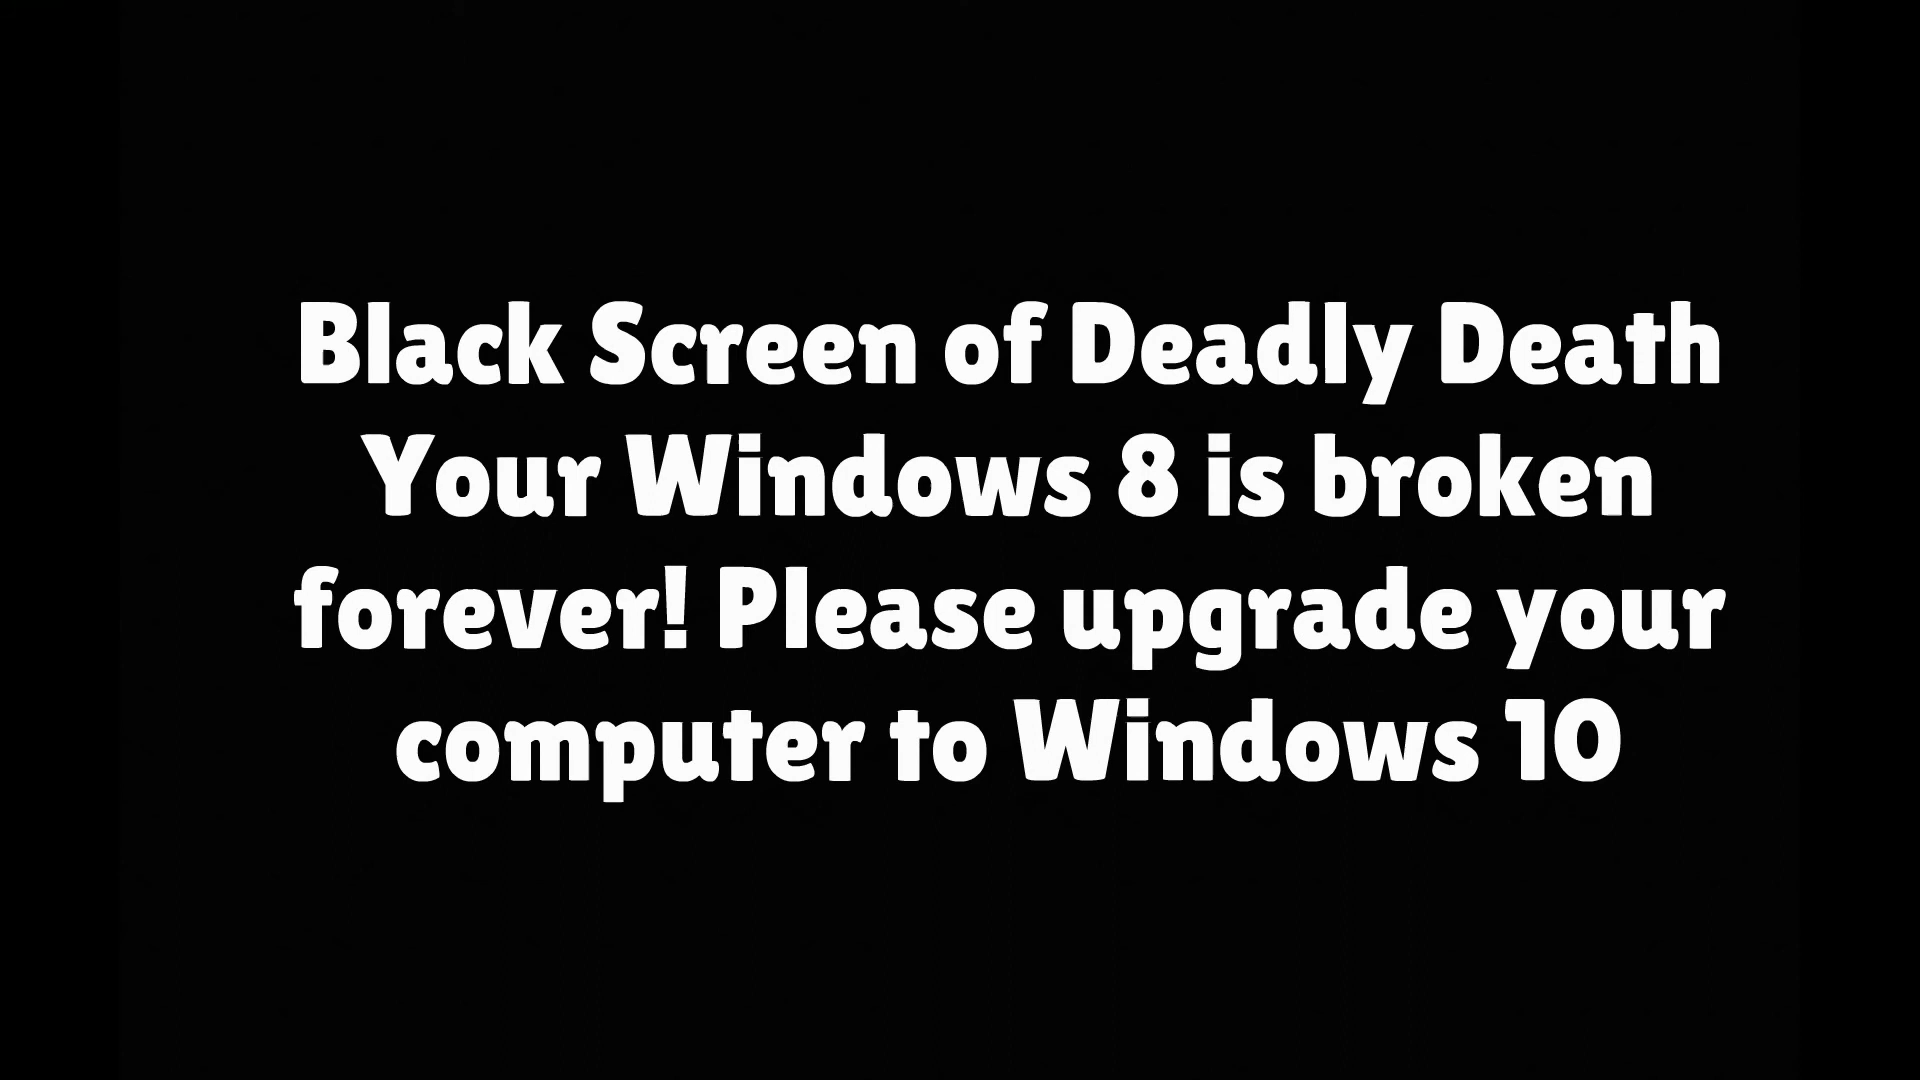 Black Screen of Deadly Death
Your Windows 8 is broken
forever! Please upgrade your
computer to Windows 10